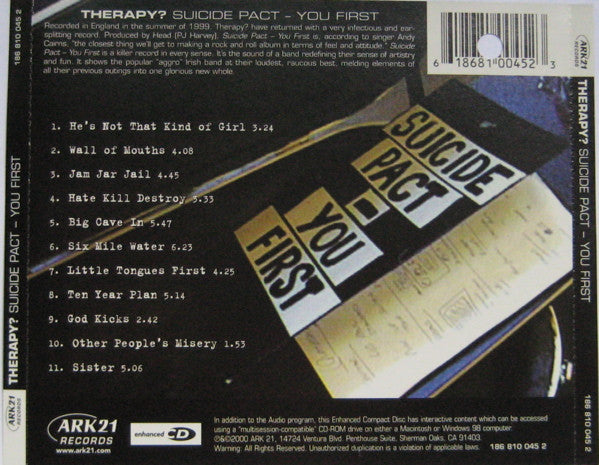 THERAPY? SUICIDE PACT – YOU FIRST
Recorded in England in the summer of 1999. Therapy? have returned with a very infectious and ear-
splitting record. Produced by Head (PJ Harvey), Suicide Pact – You First is, according to singer Andy
Cairns, "the closest thing we'll get to making a rock and roll album in terms of feel and attitude." Suicide
Pact – You First is a killer record in every sense. It's the sound of a band redefining their sense of artistry
and fun. It shows the popular "aggro" Irish band at their loudest, raucous best, melding elements of
all their previous outings into one glorious new whole.
6 18681 00452 3
ARK21
RECORDS
186 810 045 2
THERAPY? SUICIDE PACT – YOU FIRST
1. He's Not That Kind of Girl 3.24
2. Wall of Mouths 4.08
3. Jam Jar Jail 4.45
4. Hate Kill Destroy 3.33
5. Big Cave In 5.47
6. Six Mile Water 6.23
7. Little Tongues First 4.25
8. Ten Year Plan 5.14
9. God Kicks 2.42
10. Other People's Misery 1.53
11. Sister 5.06
SUICIDE
PACT
–
YOU
FIRST
THERAPY? SUICIDE PACT – YOU FIRST
186 810 045 2
ARK21
RECORDS
ARK21
RECORDS
www.ark21.com
enhanced CD
In addition to the Audio program, this Enhanced Compact Disc has interactive content which can be accessed
using a "multisession-compatible" CD-ROM drive on either a Macintosh or Windows 98 computer.
℗&©2000 ARK 21, 14724 Ventura Blvd. Penthouse Suite, Sherman Oaks, CA 91403.
Warning: All Rights Reserved. Unauthorized duplication is a violation of applicable laws. 186 810 045 2